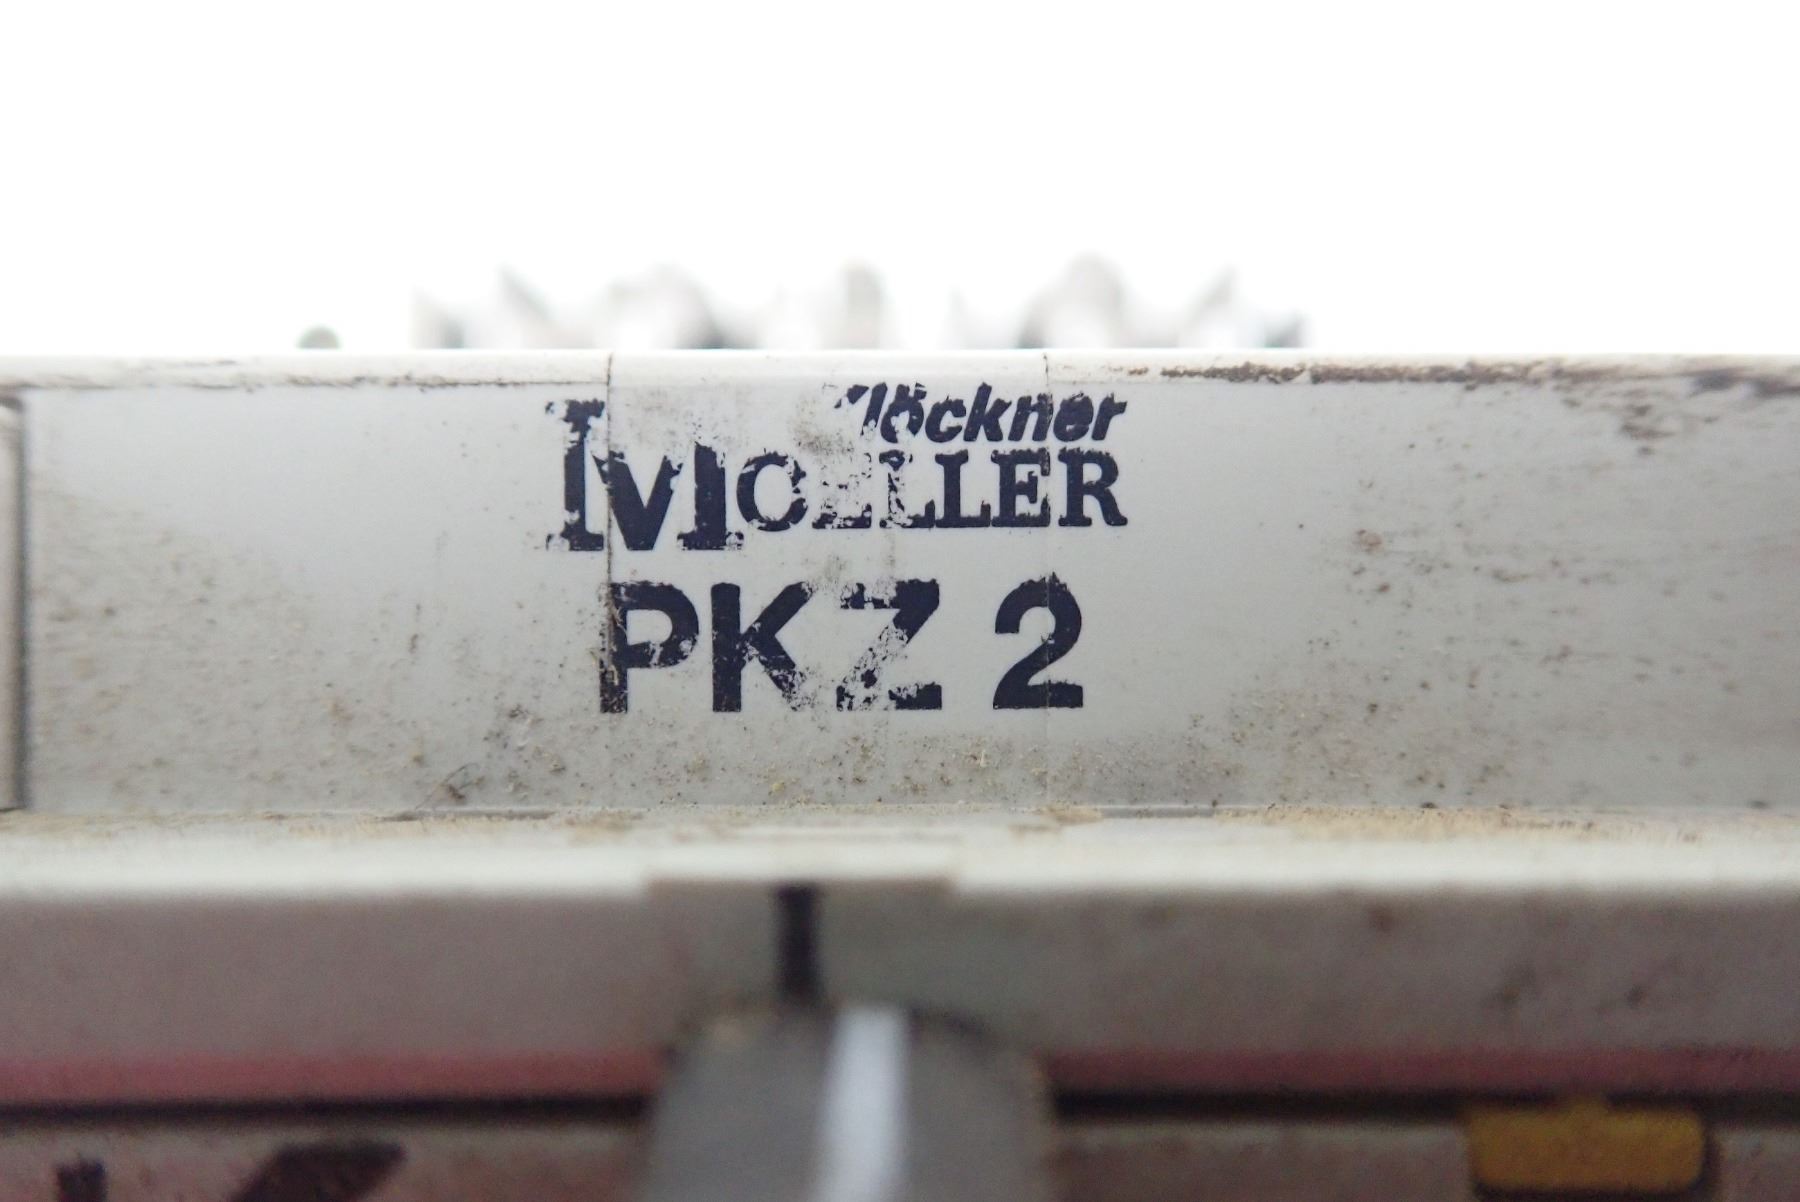 Klöckner
MOELLER
PKZ 2